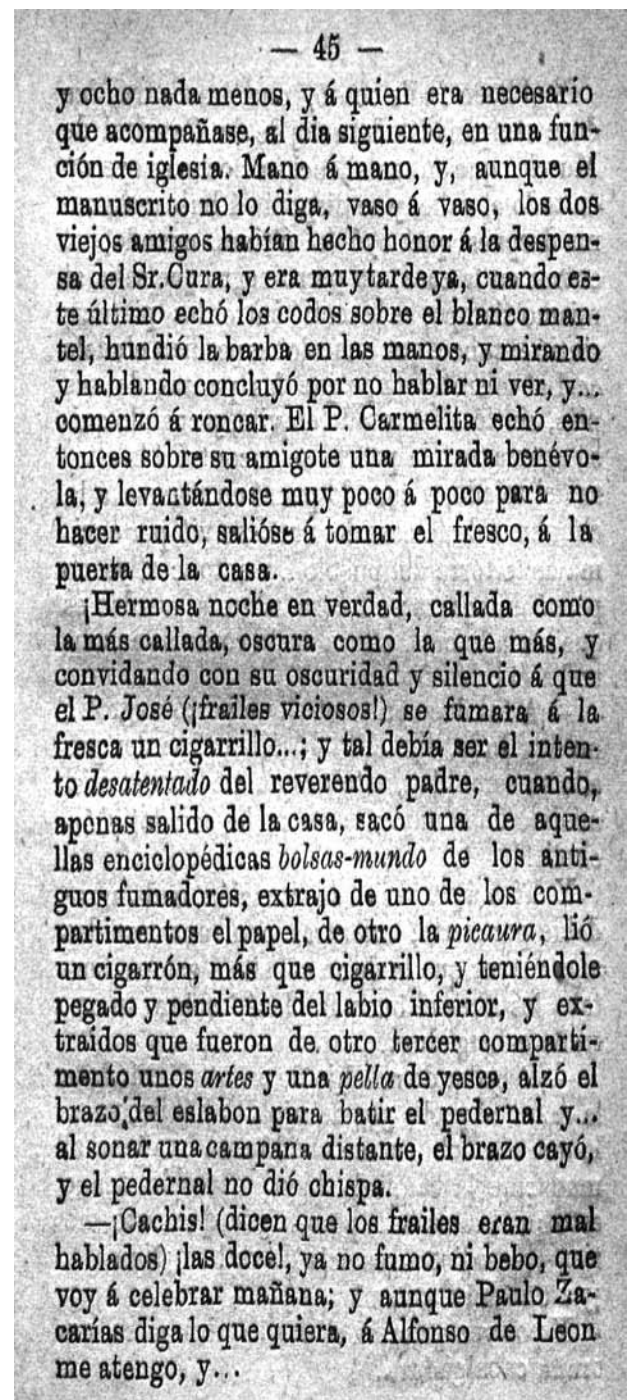 — 45 —
y ocho nada menos, y á quien era necesario
que acompañase, al dia siguiente, en una fun-
ción de iglesia. Mano á mano, y, aunque el
manuscrito no lo diga, vaso á vaso, los dos
viejos amigos habían hecho honor á la despen-
sa del Sr. Cura, y era muy tarde ya, cuando es-
te último echó los codos sobre el blanco man-
tel, hundió la barba en las manos, y mirando
y hablando concluyó por no hablar ni ver, y...
comenzó á roncar. El P. Carmelita echó en-
tonces sobre su amigote una mirada benévo-
la, y levantándose muy poco á poco para no
hacer ruido, salióse á tomar el fresco, á la
puerta de la casa.
¡Hermosa noche en verdad, callada como
la más callada, oscura como la que más, y
convidando con su oscuridad y silencio á que
el P. José (¡frailes viciosos!) se fumara á la
fresca un cigarrillo...; y tal debía ser el inten-
to desatentado del reverendo padre, cuando,
apenas salido de la casa, sacó una de aque-
llas enciclopédicas bolsas-mundo de los anti-
guos fumadores, extrajo de uno de los com-
partimentos el papel, de otro la picaura, lió
un cigarrón, más que cigarrillo, y teniéndole
pegado y pendiente del labio inferior, y ex-
traidos que fueron de otro tercer comparti-
mento unos artes y una pella de yesca, alzó el
brazo del eslabon para batir el pedernal y...
al sonar una campana distante, el brazo cayó,
y el pedernal no dió chispa.
—¡Cachis! (dicen que los frailes eran mal
hablados) ¡las doce!, ya no fumo, ni bebo, que
voy á celebrar mañana; y aunque Paulo Za-
carías diga lo que quiera, á Alfonso de Leon
me atengo, y...